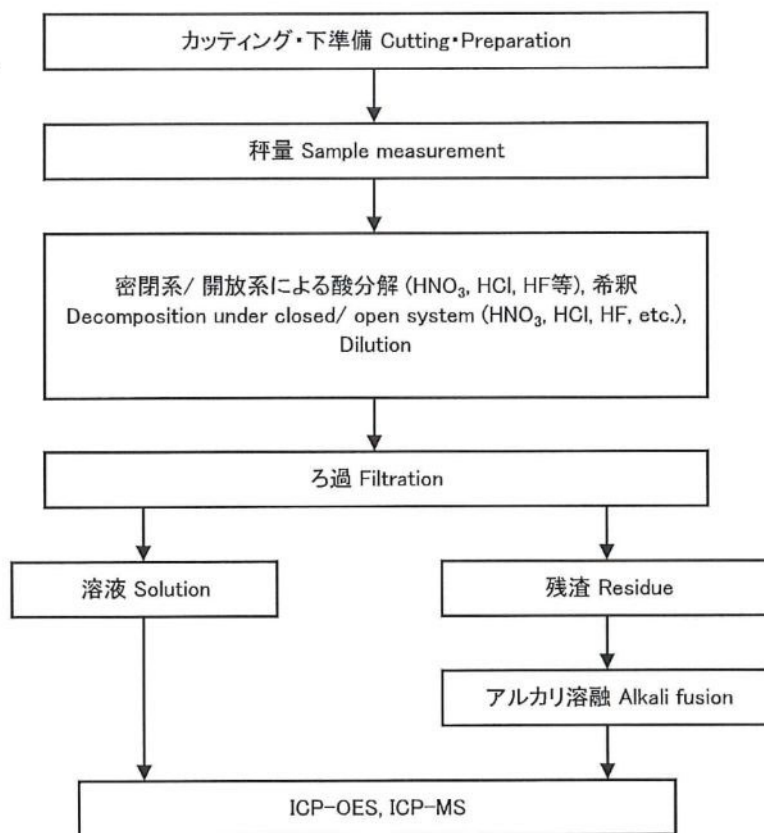 カッティング・下準備 Cutting・Preparation
秤量 Sample measurement
密閉系/ 開放系による酸分解 (HNO₃, HCl, HF等), 希釈
Decomposition under closed/ open system (HNO₃, HCl, HF, etc.),
Dilution
ろ過 Filtration
溶液 Solution
残渣 Residue
アルカリ溶融 Alkali fusion
ICP-OES, ICP-MS